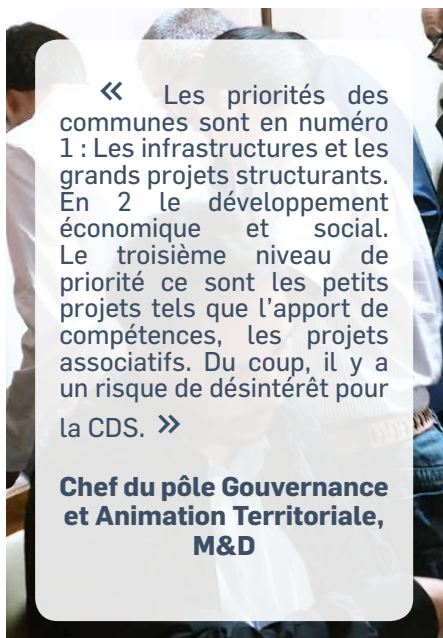 « Les priorités des
communes sont en numéro
1 : Les infrastructures et les
grands projets structurants.
En 2 le développement
économique et social.
Le troisième niveau de
priorité ce sont les petits
projets tels que l’apport de
compétences, les projets
associatifs. Du coup, il y a
un risque de désintérêt pour
la CDS. »
Chef du pôle Gouvernance
et Animation Territoriale,
M&D